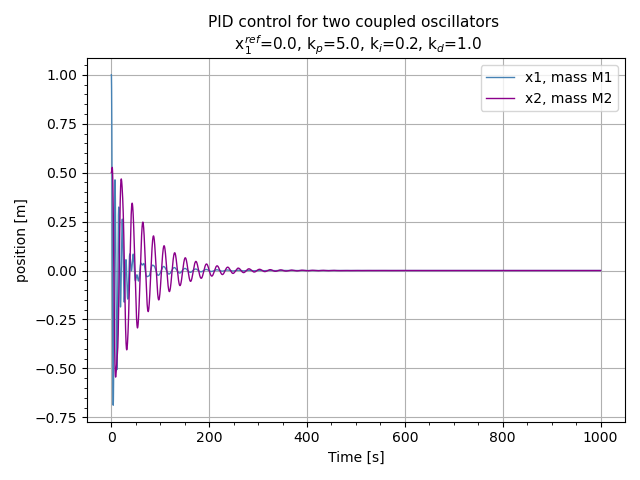 PID control for two coupled oscillators
x₁ʳᵉᶠ=0.0, kₚ=5.0, kᵢ=0.2, k_d=1.0
x1, mass M1
x2, mass M2
1.00
0.75
0.50
0.25
0.00
−0.25
−0.50
−0.75
position [m]
0 200 400 600 800 1000
Time [s]